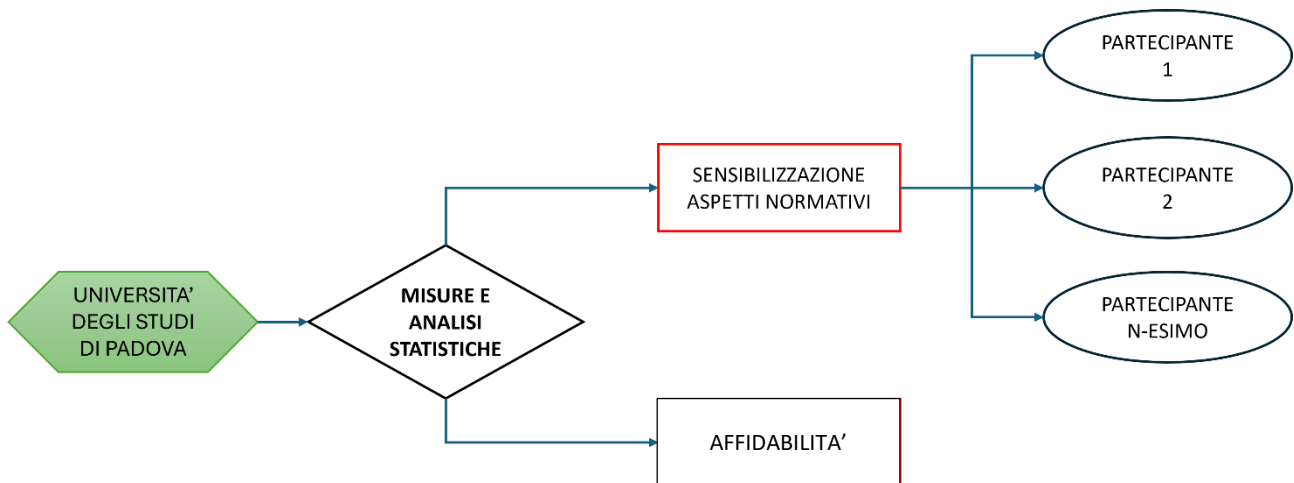 PARTECIPANTE
1
SENSIBILIZZAZIONE
ASPETTI NORMATIVI
PARTECIPANTE
2
UNIVERSITA’
DEGLI STUDI
DI PADOVA
MISURE E
ANALISI
STATISTICHE
PARTECIPANTE
N-ESIMO
AFFIDABILITA’